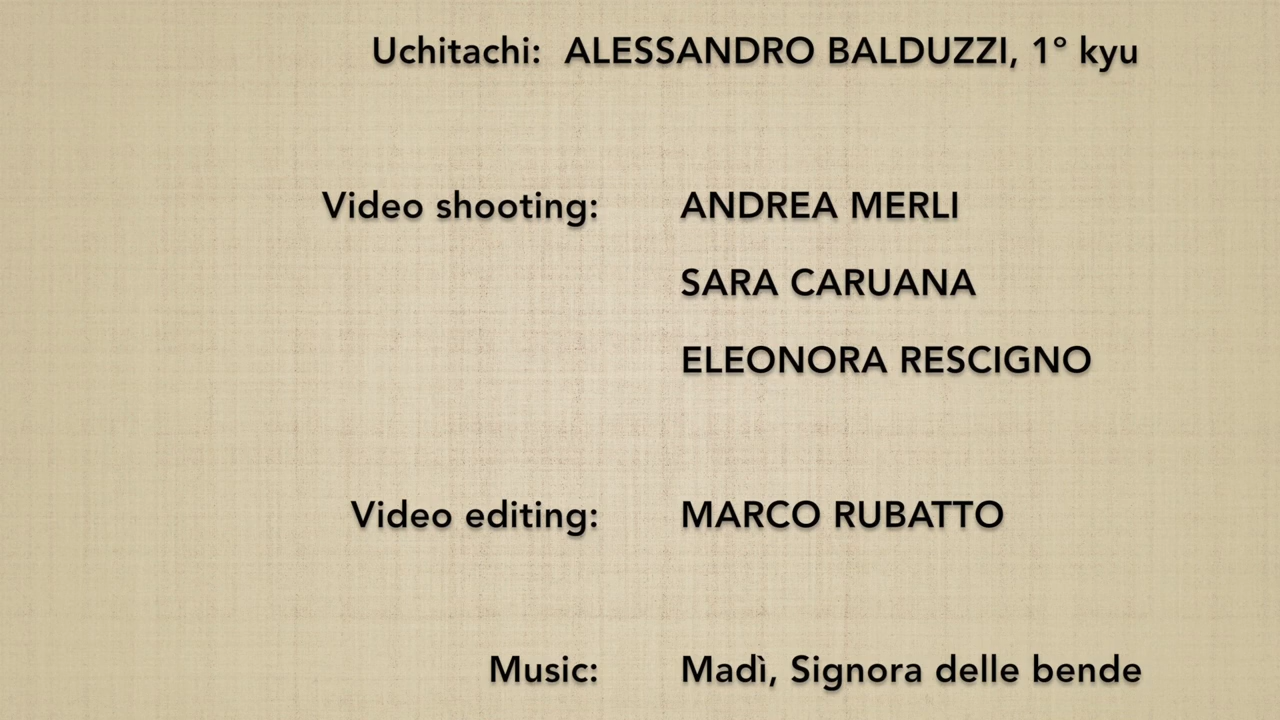 Uchitachi: ALESSANDRO BALDUZZI, 1° kyu
Video shooting: ANDREA MERLI
SARA CARUANA
ELEONORA RESCIGNO
Video editing: MARCO RUBATTO
Music: Madì, Signora delle bende